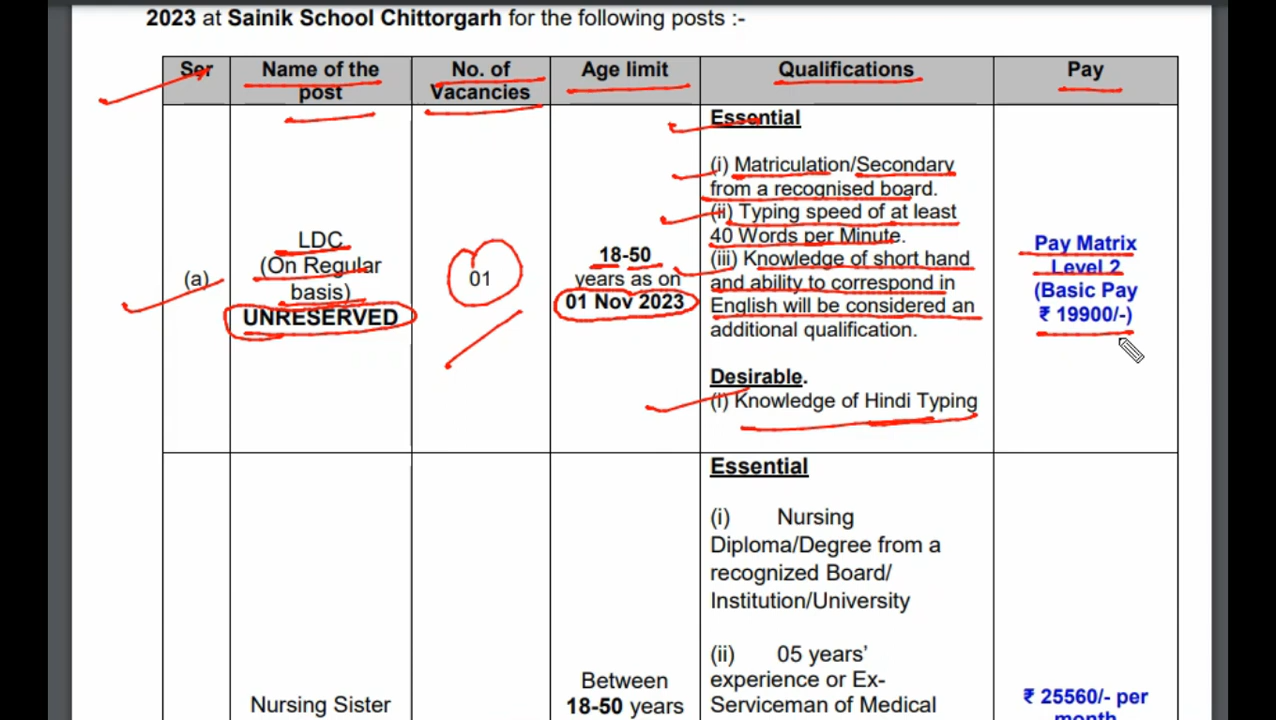 2023 at Sainik School Chittorgarh for the following posts :-
Ser
Name of the
post
No. of
Vacancies
Age limit
Qualifications
Pay
(a)
LDC
(On Regular
basis)
UNRESERVED
01
18-50
years as on
01 Nov 2023
Essential
(i) Matriculation/Secondary
from a recognised board.
(ii) Typing speed of at least
40 Words per Minute.
(iii) Knowledge of short hand
and ability to correspond in
English will be considered an
additional qualification.
Desirable.
(i) Knowledge of Hindi Typing
Pay Matrix
Level 2
(Basic Pay
₹ 19900/-)
Nursing Sister
Between
18-50 years
Essential
(i) Nursing
Diploma/Degree from a
recognized Board/
Institution/University
(ii) 05 years’
experience or Ex-
Serviceman of Medical
₹ 25560/- per
month